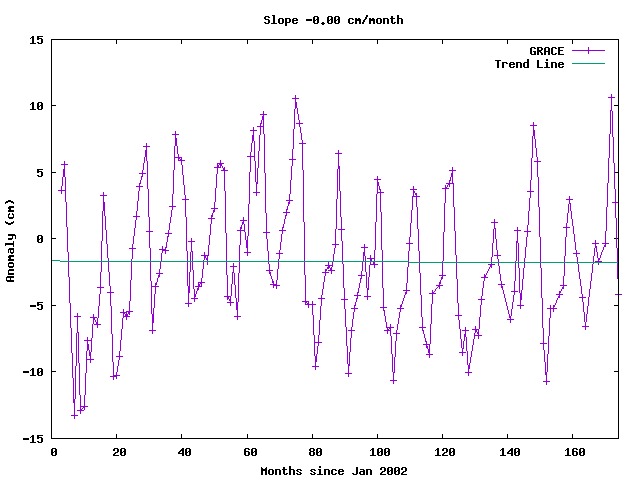 Slope -0.00 cm/month
15
GRACE
Trend Line
10
5
0
-5
-10
-15
Anomaly (cm)
0 20 40 60 80 100 120 140 160
Months since Jan 2002